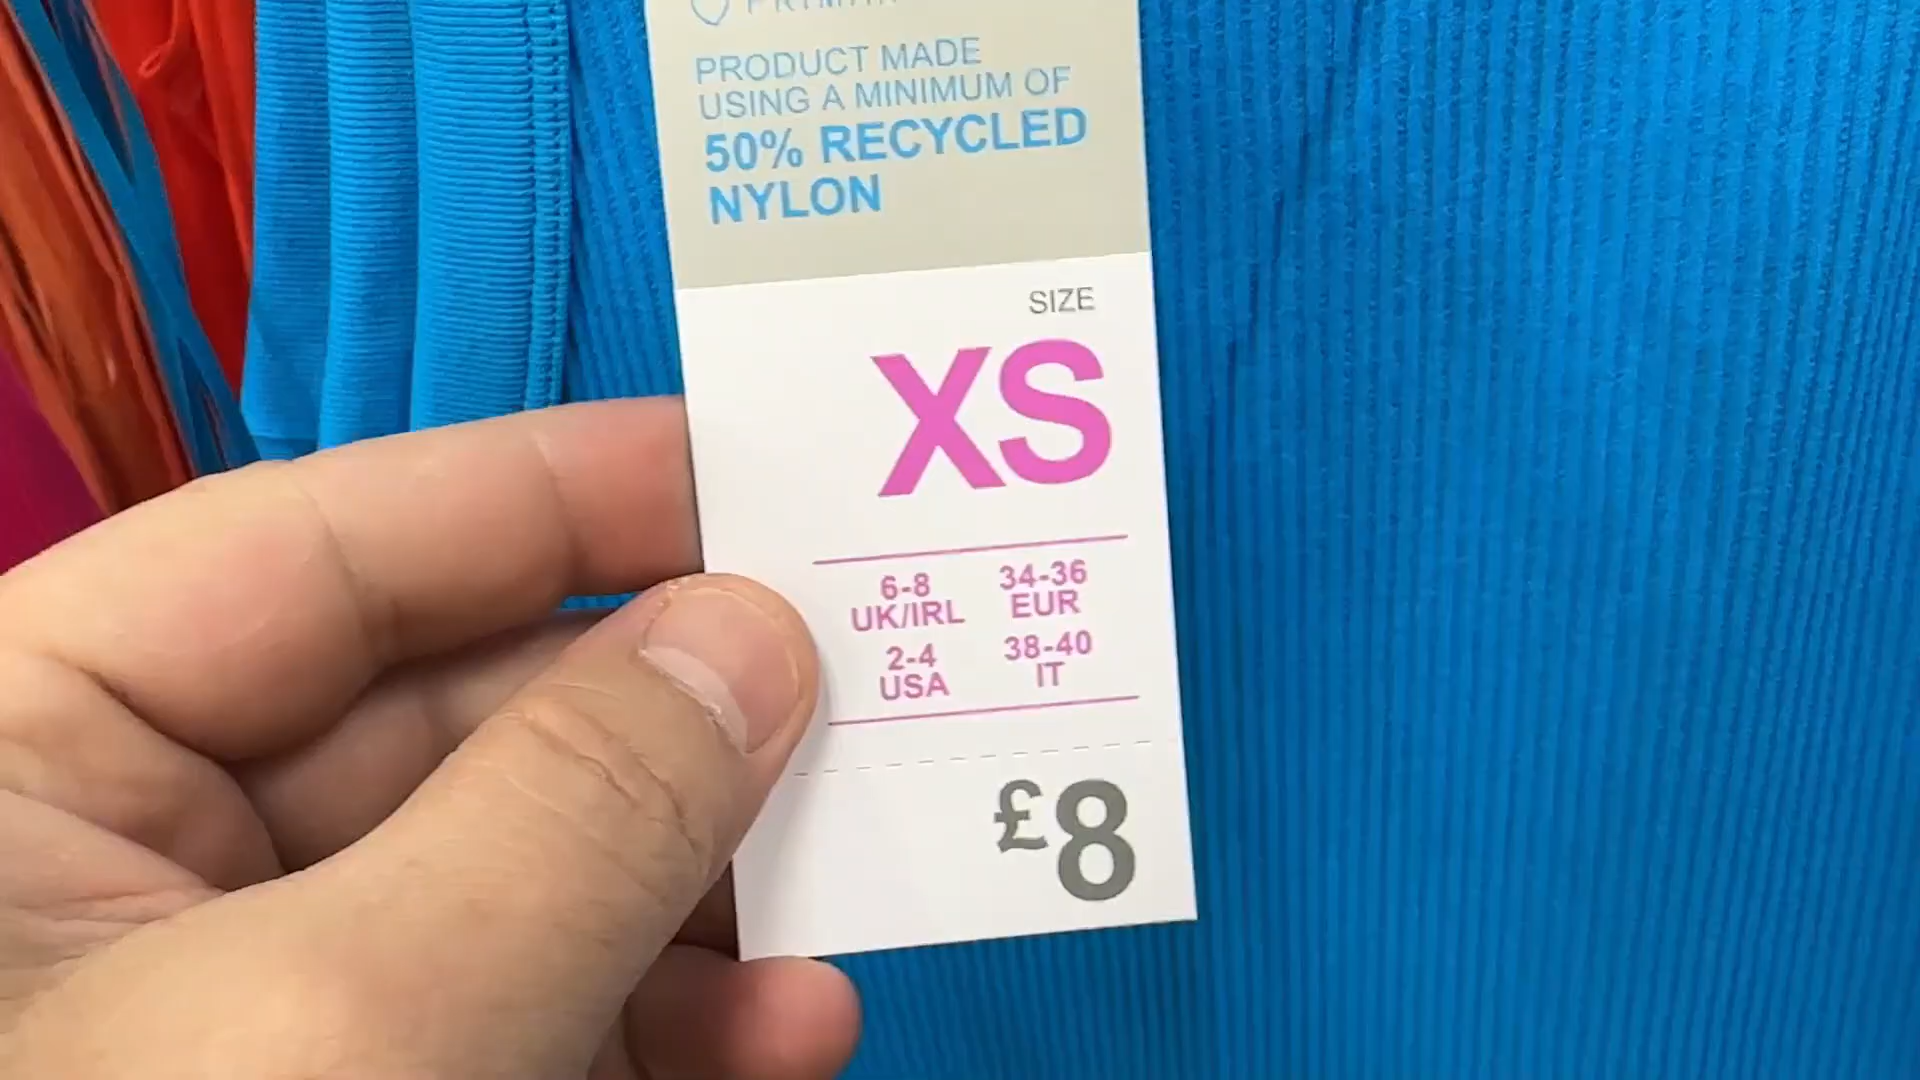 PRODUCT MADE
USING A MINIMUM OF
50% RECYCLED
NYLON
SIZE
XS
6-8 34-36
UK/IRL EUR
2-4 38-40
USA IT
£8